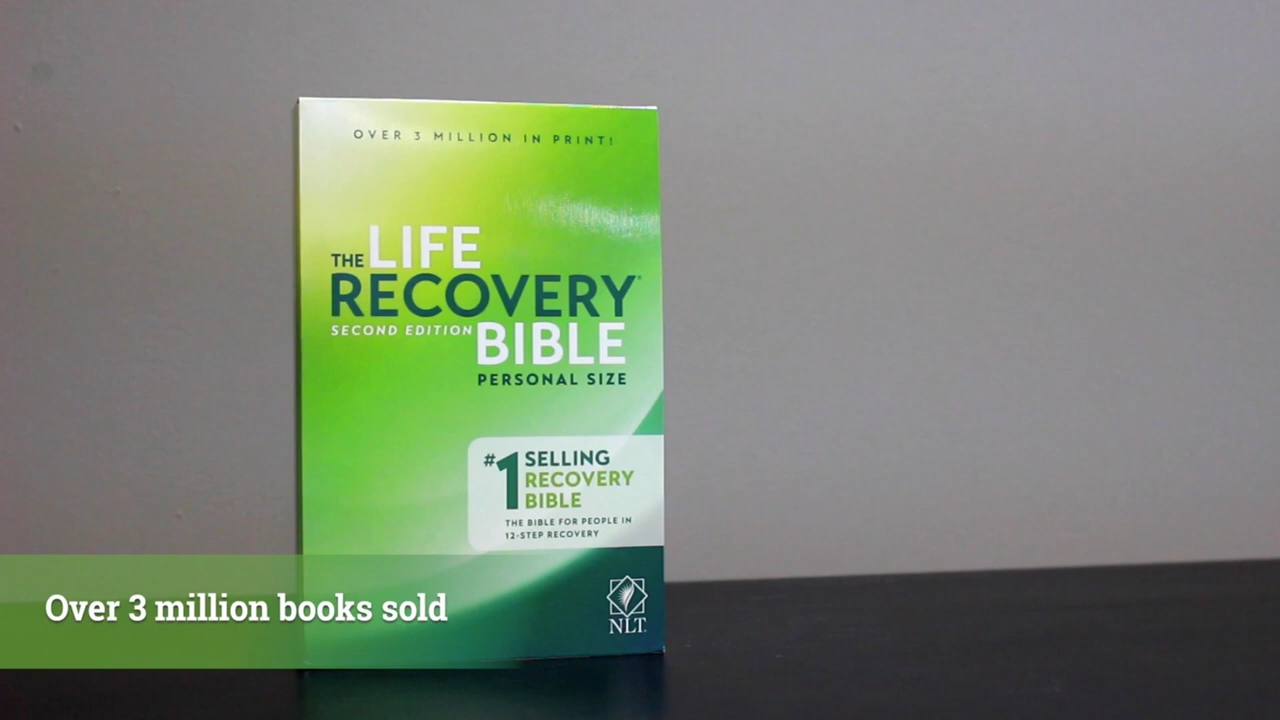 OVER 3 MILLION IN PRINT!
THE LIFE
RECOVERY®
SECOND EDITION BIBLE
PERSONAL SIZE
#1 SELLING
RECOVERY
BIBLE
THE BIBLE FOR PEOPLE IN
12-STEP RECOVERY
NLT
Over 3 million books sold